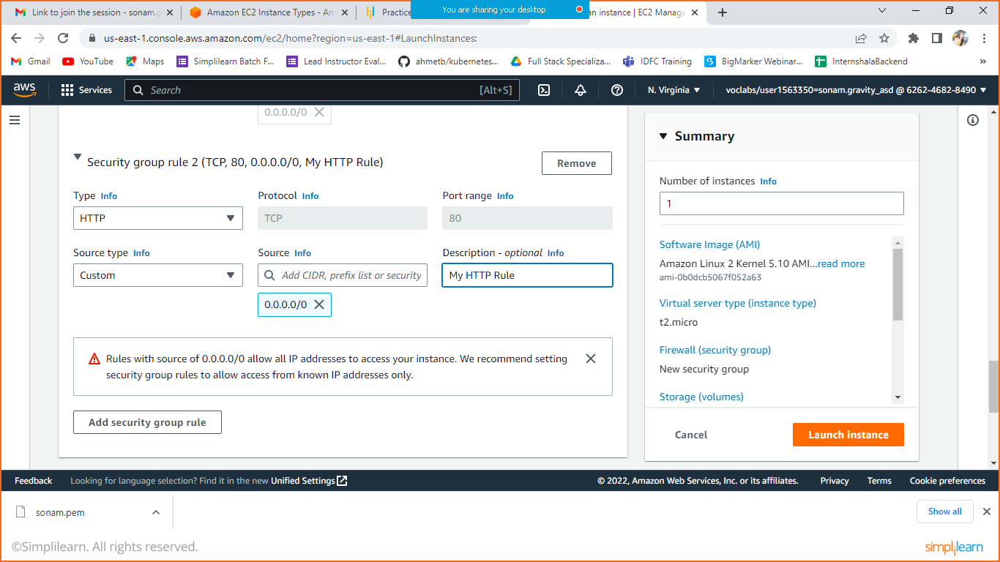 Link to join the session - sonam.g
Amazon EC2 Instance Types - Am
Practice
You are sharing your desktop
an instance | EC2 Manage
us-east-1.console.aws.amazon.com/ec2/home?region=us-east-1#LaunchInstances:
Gmail YouTube Maps Simplilearn Batch F... Lead Instructor Eval... ahmetb/kubernetes... Full Stack Specializa... IDFC Training BigMarker Webinar... InternshalaBackend »
aws Services Search [Alt+S] N. Virginia voclabs/user1563350=sonam.gravity_asd @ 6262-4682-8490
0.0.0.0/0
Security group rule 2 (TCP, 80, 0.0.0.0/0, My HTTP Rule)
Remove
Type Info
Protocol Info
Port range Info
HTTP
TCP
80
Source type Info
Source Info
Description - optional Info
Custom
Add CIDR, prefix list or security
My HTTP Rule
0.0.0.0/0
Rules with source of 0.0.0.0/0 allow all IP addresses to access your instance. We recommend setting
security group rules to allow access from known IP addresses only.
Add security group rule
Summary
Number of instances Info
1
Software Image (AMI)
Amazon Linux 2 Kernel 5.10 AMI...read more
ami-0b0dcb5067f052a63
Virtual server type (instance type)
t2.micro
Firewall (security group)
New security group
Storage (volumes)
Cancel
Launch instance
Feedback Looking for language selection? Find it in the new Unified Settings © 2022, Amazon Web Services, Inc. or its affiliates. Privacy Terms Cookie preferences
sonam.pem
Show all
©Simplilearn. All rights reserved.
simplilearn